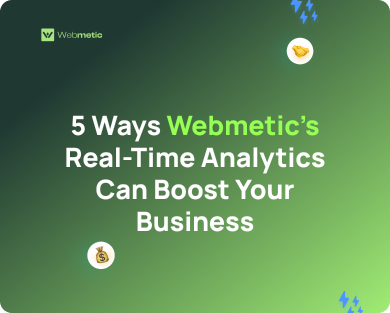 Webmetic
5 Ways Webmetic's
Real-Time Analytics
Can Boost Your
Business